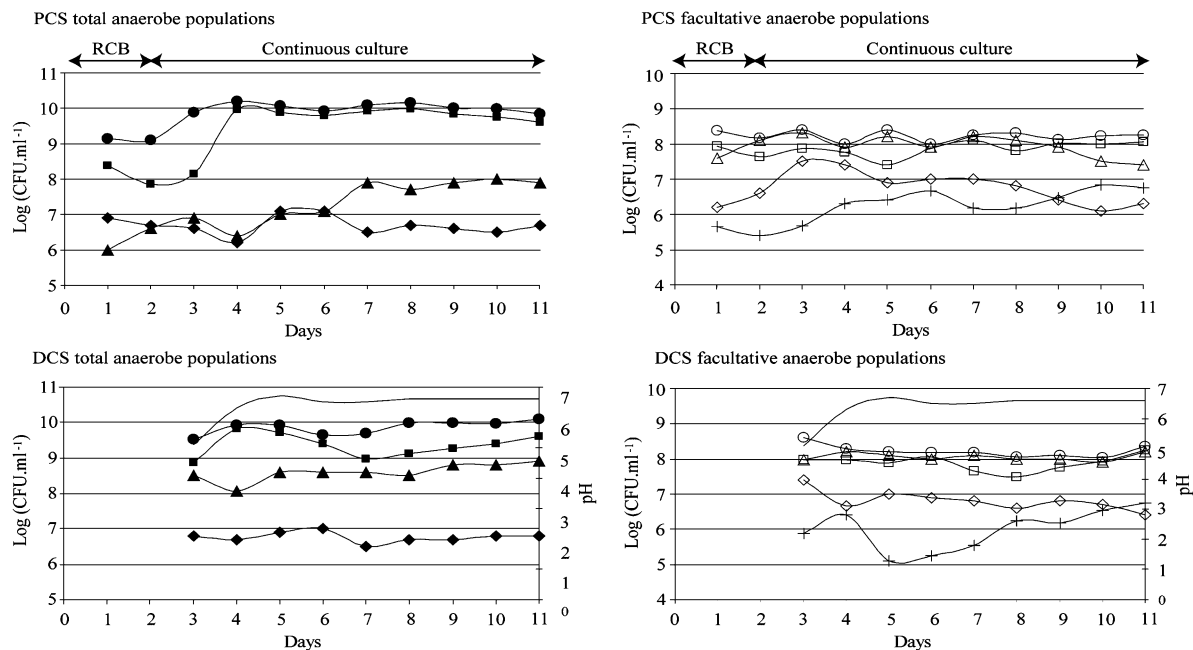 PCS total anaerobe populations
RCB
Continuous culture
11
10
9
8
7
6
5
Log (CFU.ml-1)
0 1 2 3 4 5 6 7 8 9 10 11
Days
PCS facultative anaerobe populations
RCB
Continuous culture
10
9
8
7
6
5
4
Log (CFU.ml-1)
0 1 2 3 4 5 6 7 8 9 10 11
Days
DCS total anaerobe populations
11
10
9
8
7
6
5
Log (CFU.ml-1)
7
6
5
4
3
2
1
0
pH
0 1 2 3 4 5 6 7 8 9 10 11
Days
DCS facultative anaerobe populations
10
9
8
7
6
5
4
Log (CFU.ml-1)
7
6
5
4
3
2
1
0
pH
0 1 2 3 4 5 6 7 8 9 10 11
Days